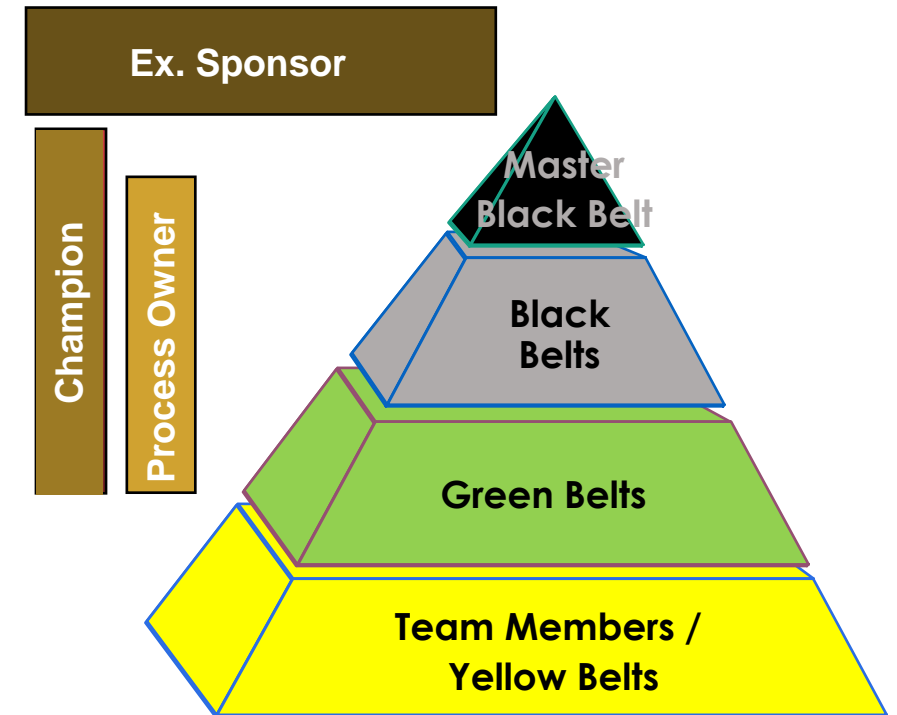 Ex. Sponsor
Champion
Process Owner
Master
Black Belt
Black
Belts
Green Belts
Team Members /
Yellow Belts